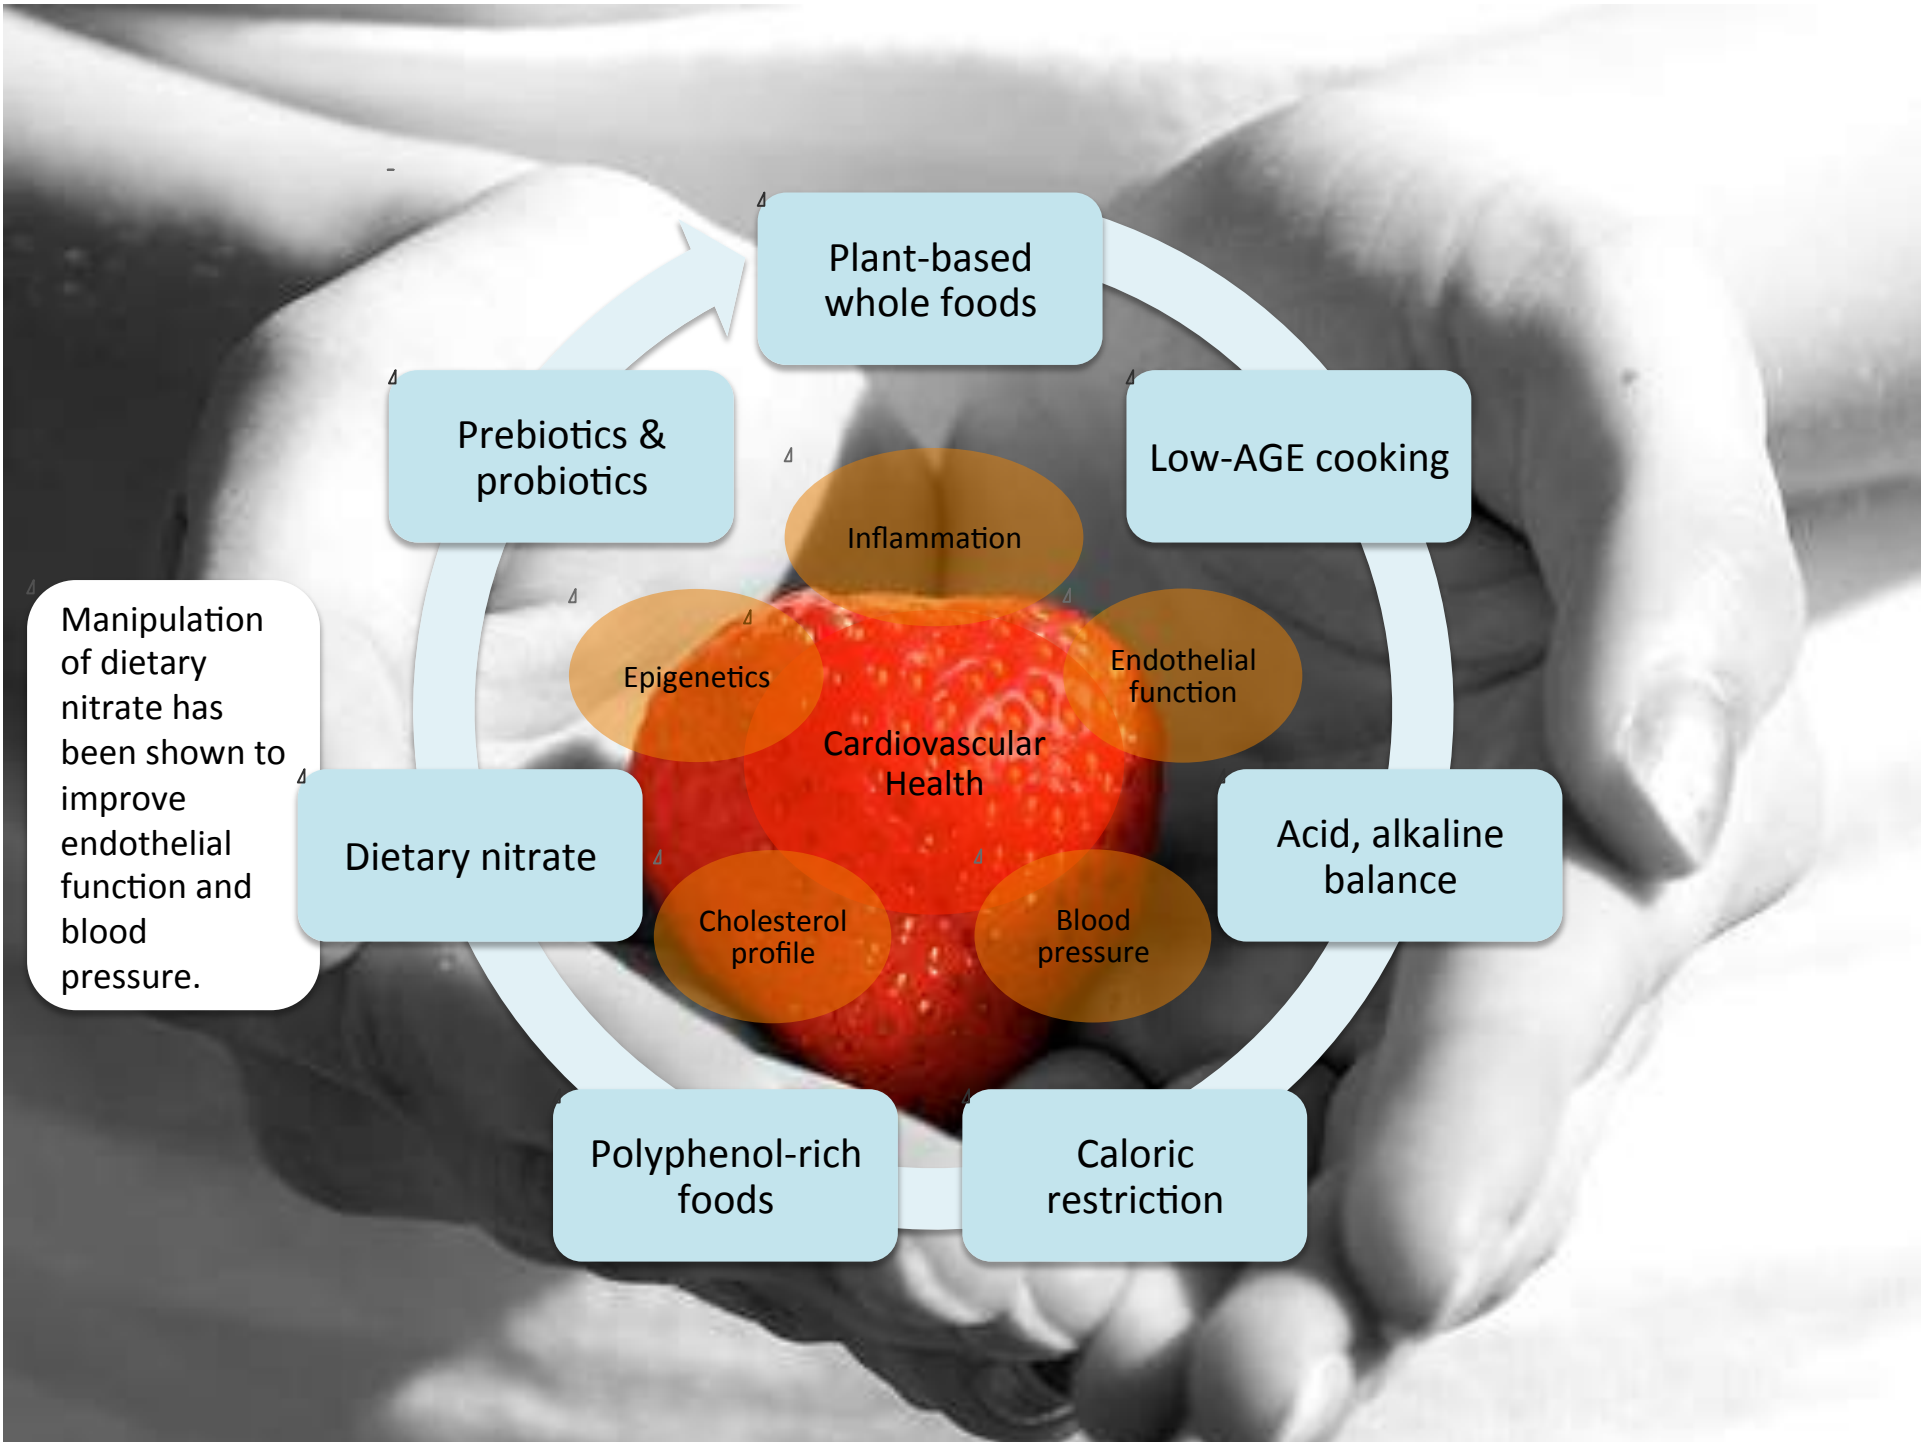 Plant-based
whole foods
Low-AGE cooking
Acid, alkaline
balance
Caloric
restriction
Polyphenol-rich
foods
Dietary nitrate
Prebiotics &
probiotics
Manipulation
of dietary
nitrate has
been shown to
improve
endothelial
function and
blood
pressure.
Inflammation
Endothelial
function
Blood
pressure
Cholesterol
profile
Epigenetics
Cardiovascular
Health